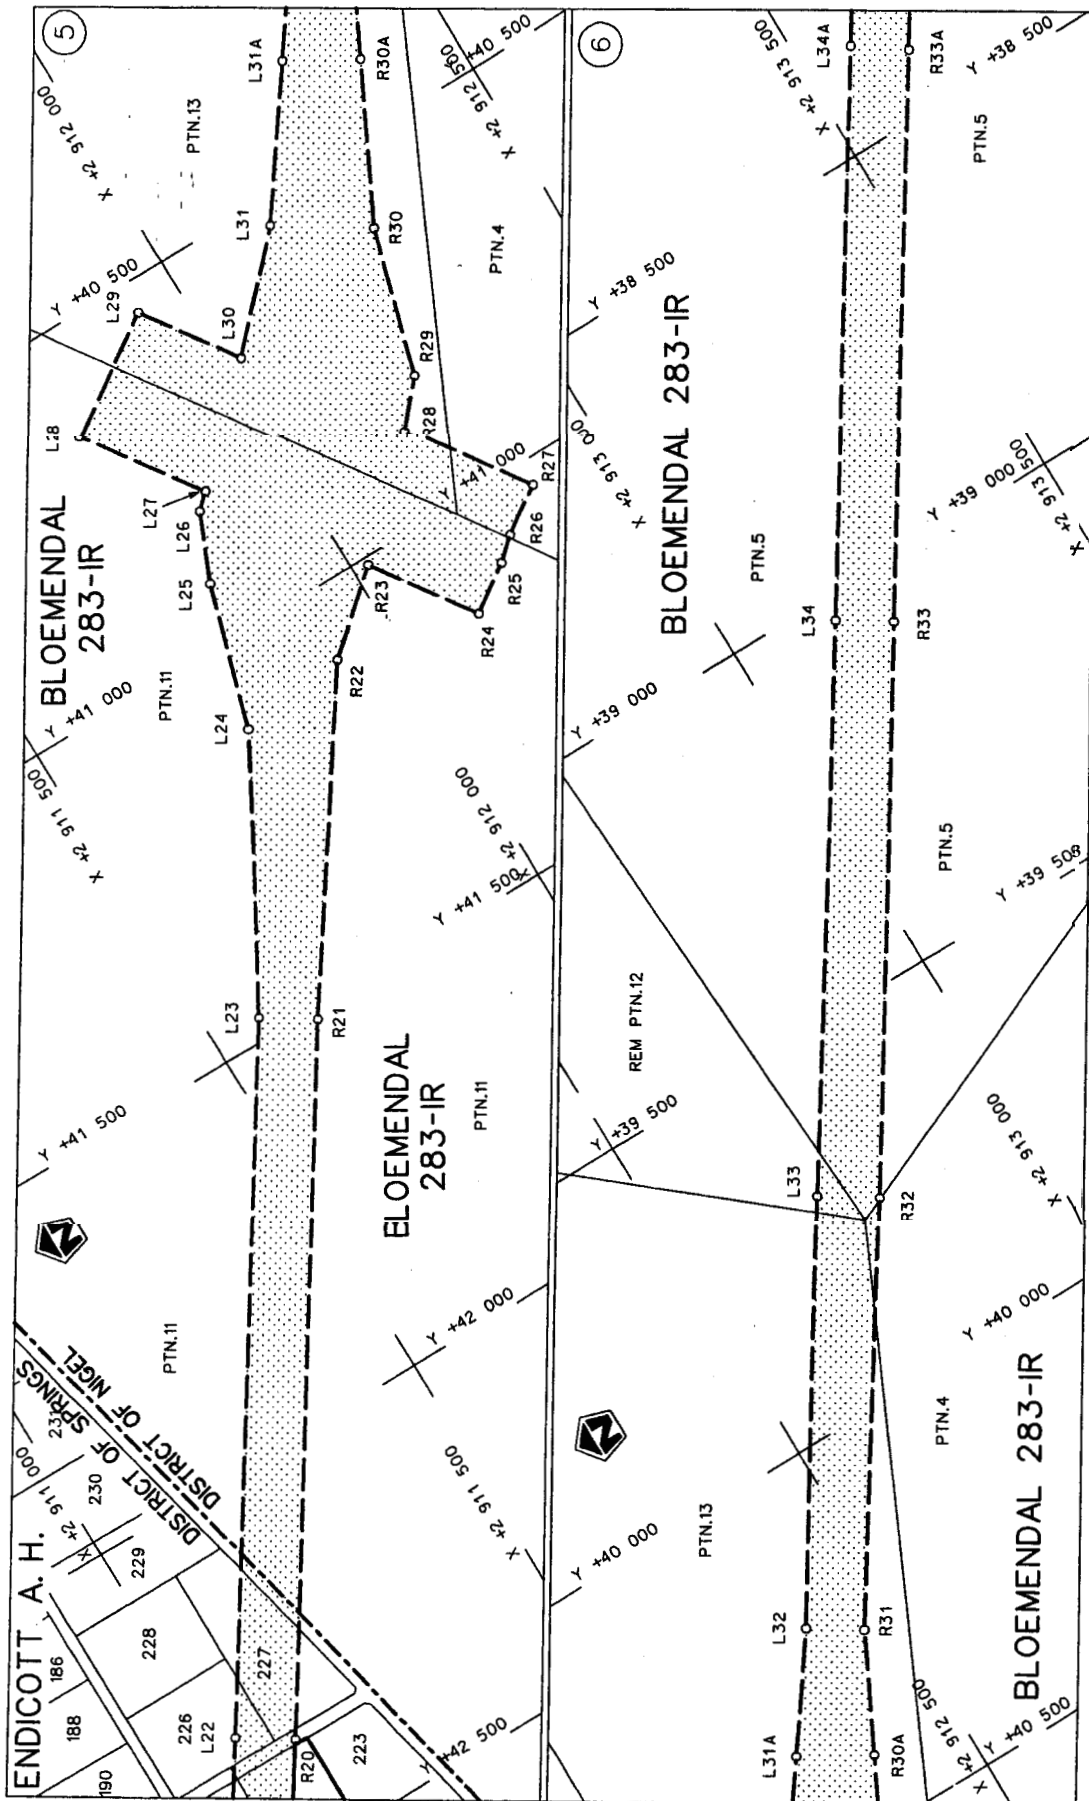 5
ENDICOTT A. H.
190
188
186
226
228
229
230
231
227
223
X +2 911 000
DISTRICT OF SPRINGS
DISTRICT OF NIGEL
L22
R20
Y +42 500
PTN.11
Y +41 500
L23
R21
Y +42 000
X +2 911 500
BLOEMENDAL
283-IR
PTN.11
X +2 911 500
Y +41 000
PTN.11
BLOEMENDAL
283-IR
L24
L25
L26
L27
L28
L29
L30
L31
L31A
R22
R23
R24
R25
R26
R27
R28
R29
R30
R30A
Y +41 500
X +2 912 000
Y +41 000
Y +40 500
X +2 912 000
PTN.13
PTN.4
X +2 912 500
+40 500
6
L31A
R30A
X +2 912 500
Y +40 500
L32
R31
Y +40 000
PTN.13
BLOEMENDAL 283-IR
PTN.4
Y +40 000
L33
R32
X +2 913 000
Y +39 500
REM PTN.12
PTN.5
Y +39 500
Y +39 000
L34
R33
PTN.5
BLOEMENDAL 283-IR
X +2 913 000
Y +38 500
Y +39 000
X +2 913 500
X +2 913 500
L34A
R33A
PTN.5
Y +38 500